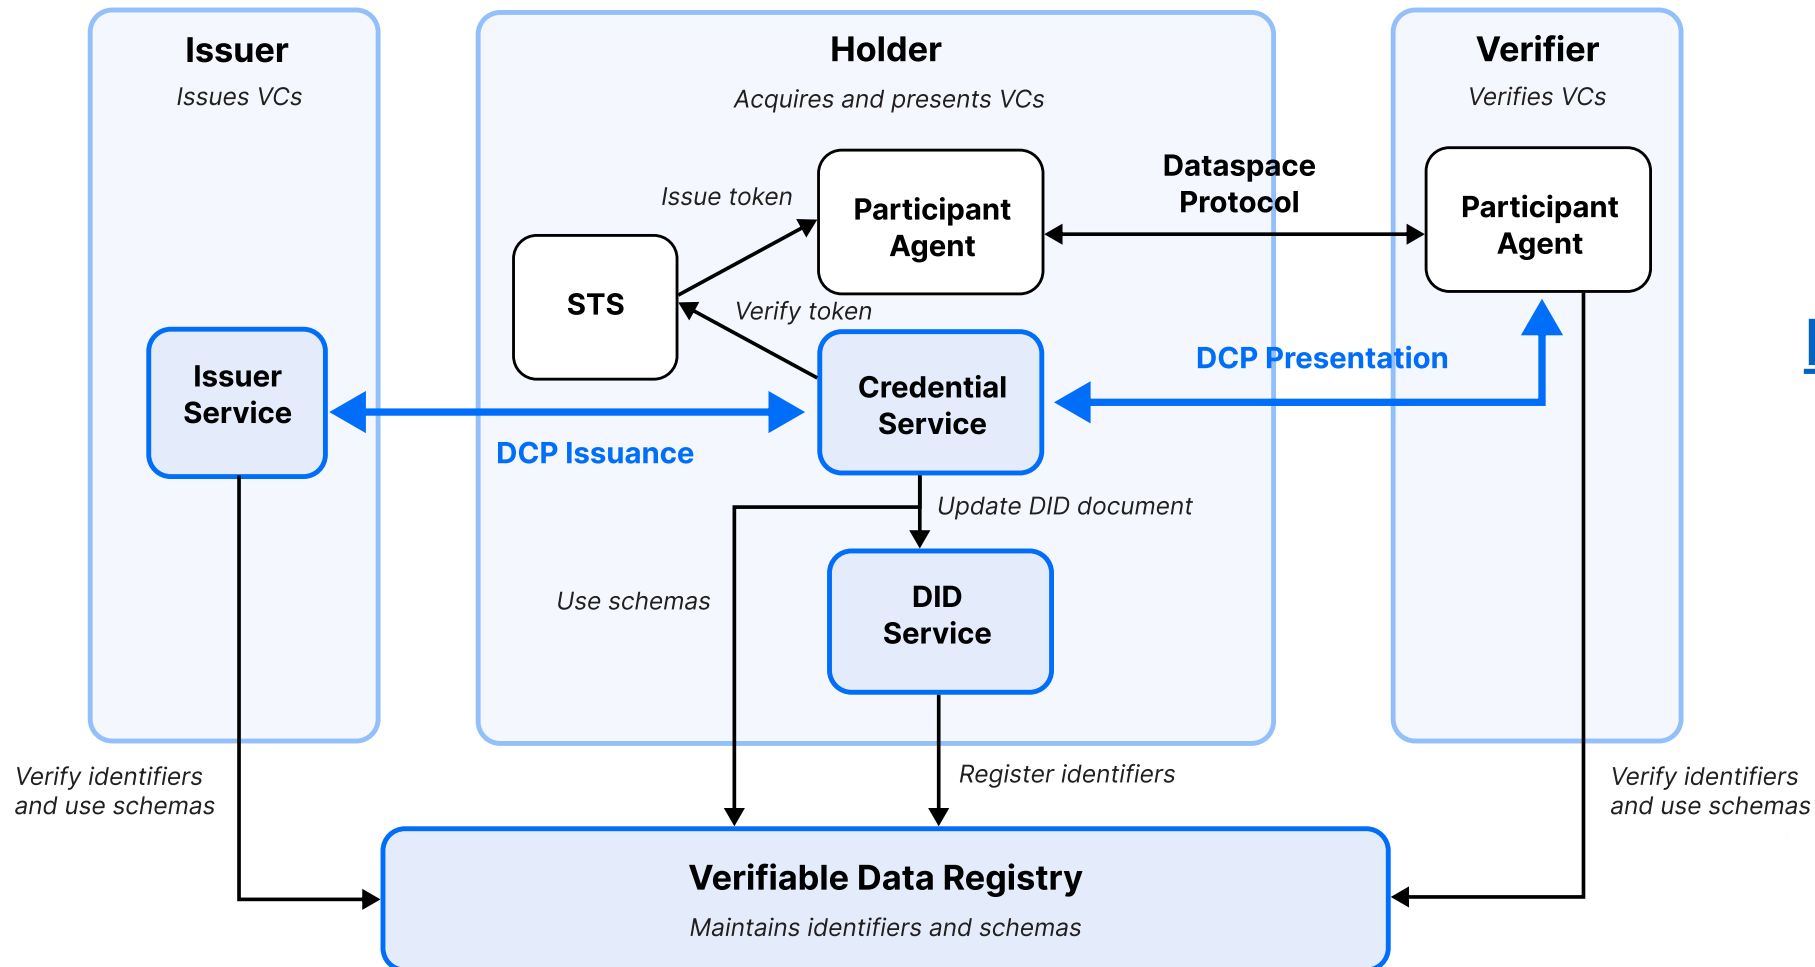 Issuer
Issues VCs
Holder
Acquires and presents VCs
Verifier
Verifies VCs
Issue token
Participant
Agent
Dataspace
Protocol
Participant
Agent
STS
Verify token
Issuer
Service
Credential
Service
DCP Presentation
DCP Issuance
Update DID document
Use schemas
DID
Service
Verify identifiers
and use schemas
Register identifiers
Verify identifiers
and use schemas
Verifiable Data Registry
Maintains identifiers and schemas